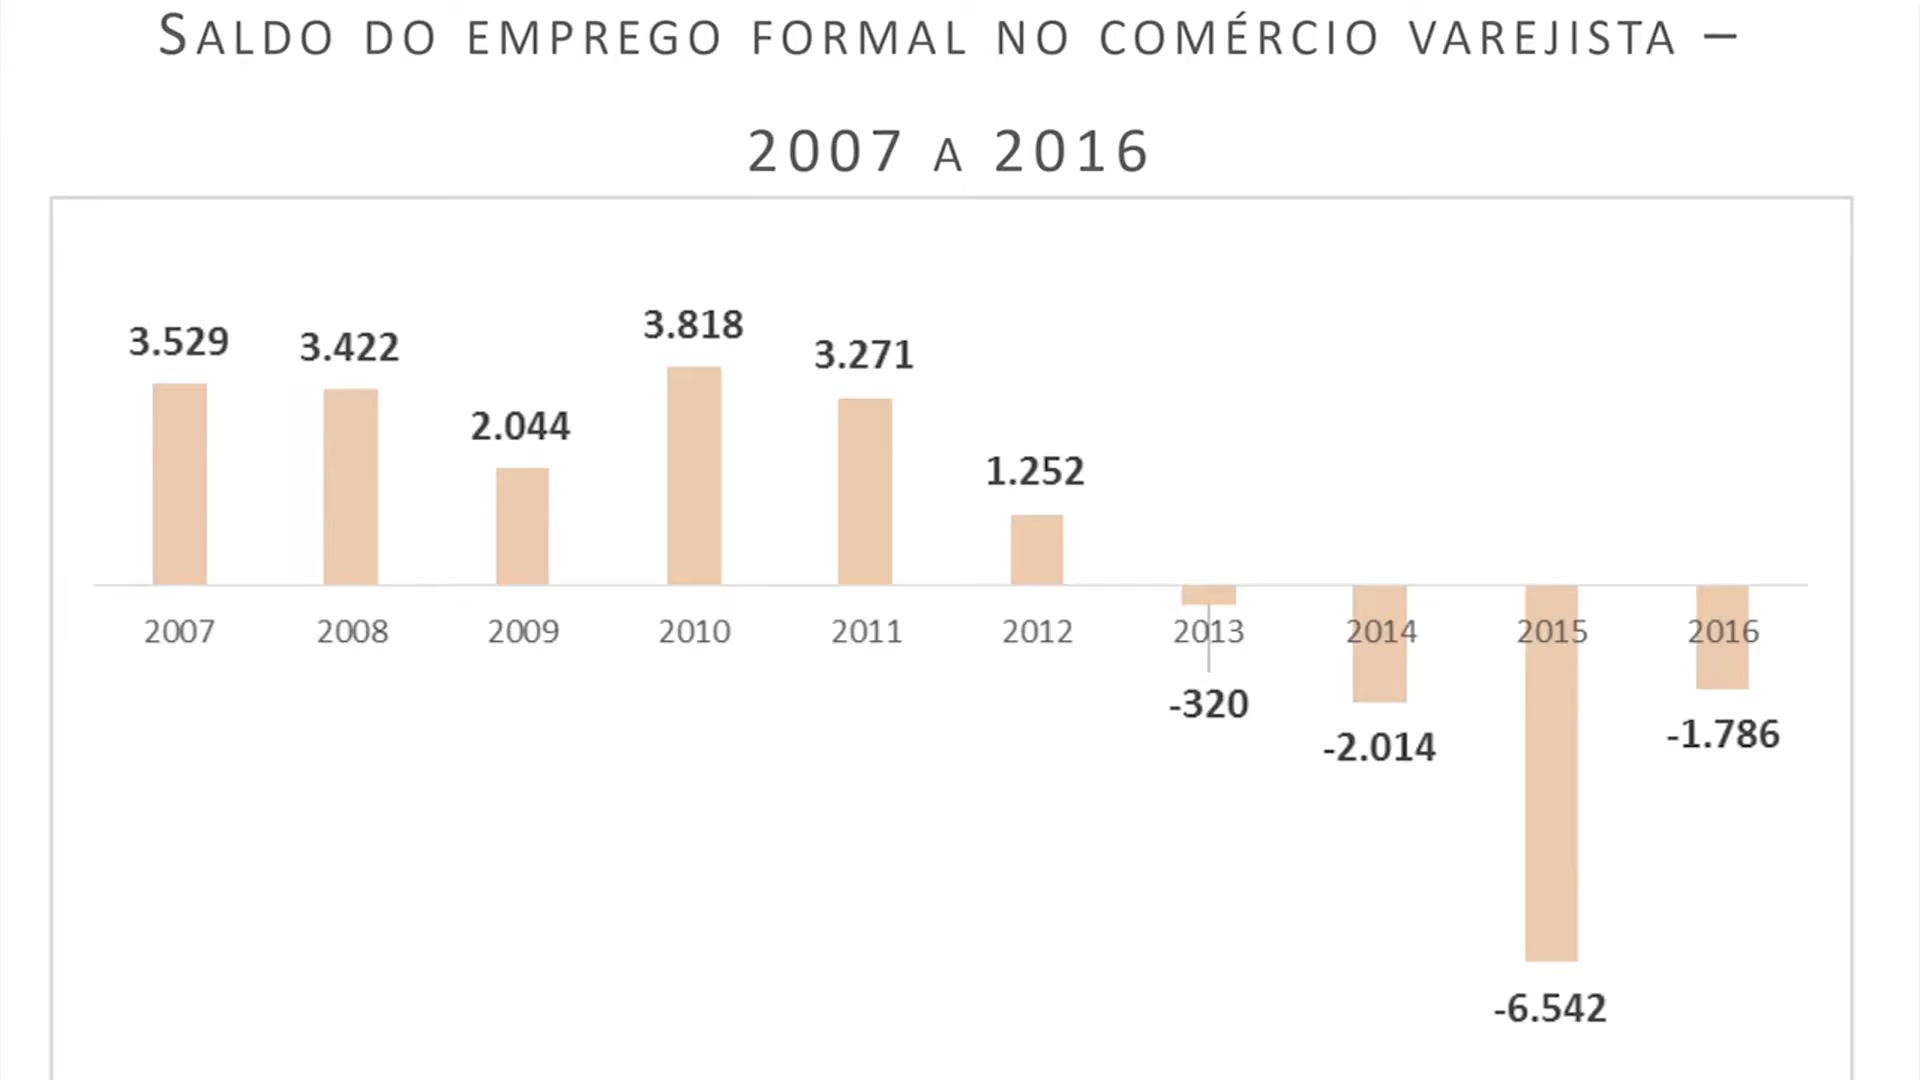 SALDO DO EMPREGO FORMAL NO COMÉRCIO VAREJISTA –
2007 A 2016
3.529 3.422 2.044 3.818 3.271 1.252
2007 2008 2009 2010 2011 2012 2013 2014 2015 2016
-320 -2.014 -6.542 -1.786